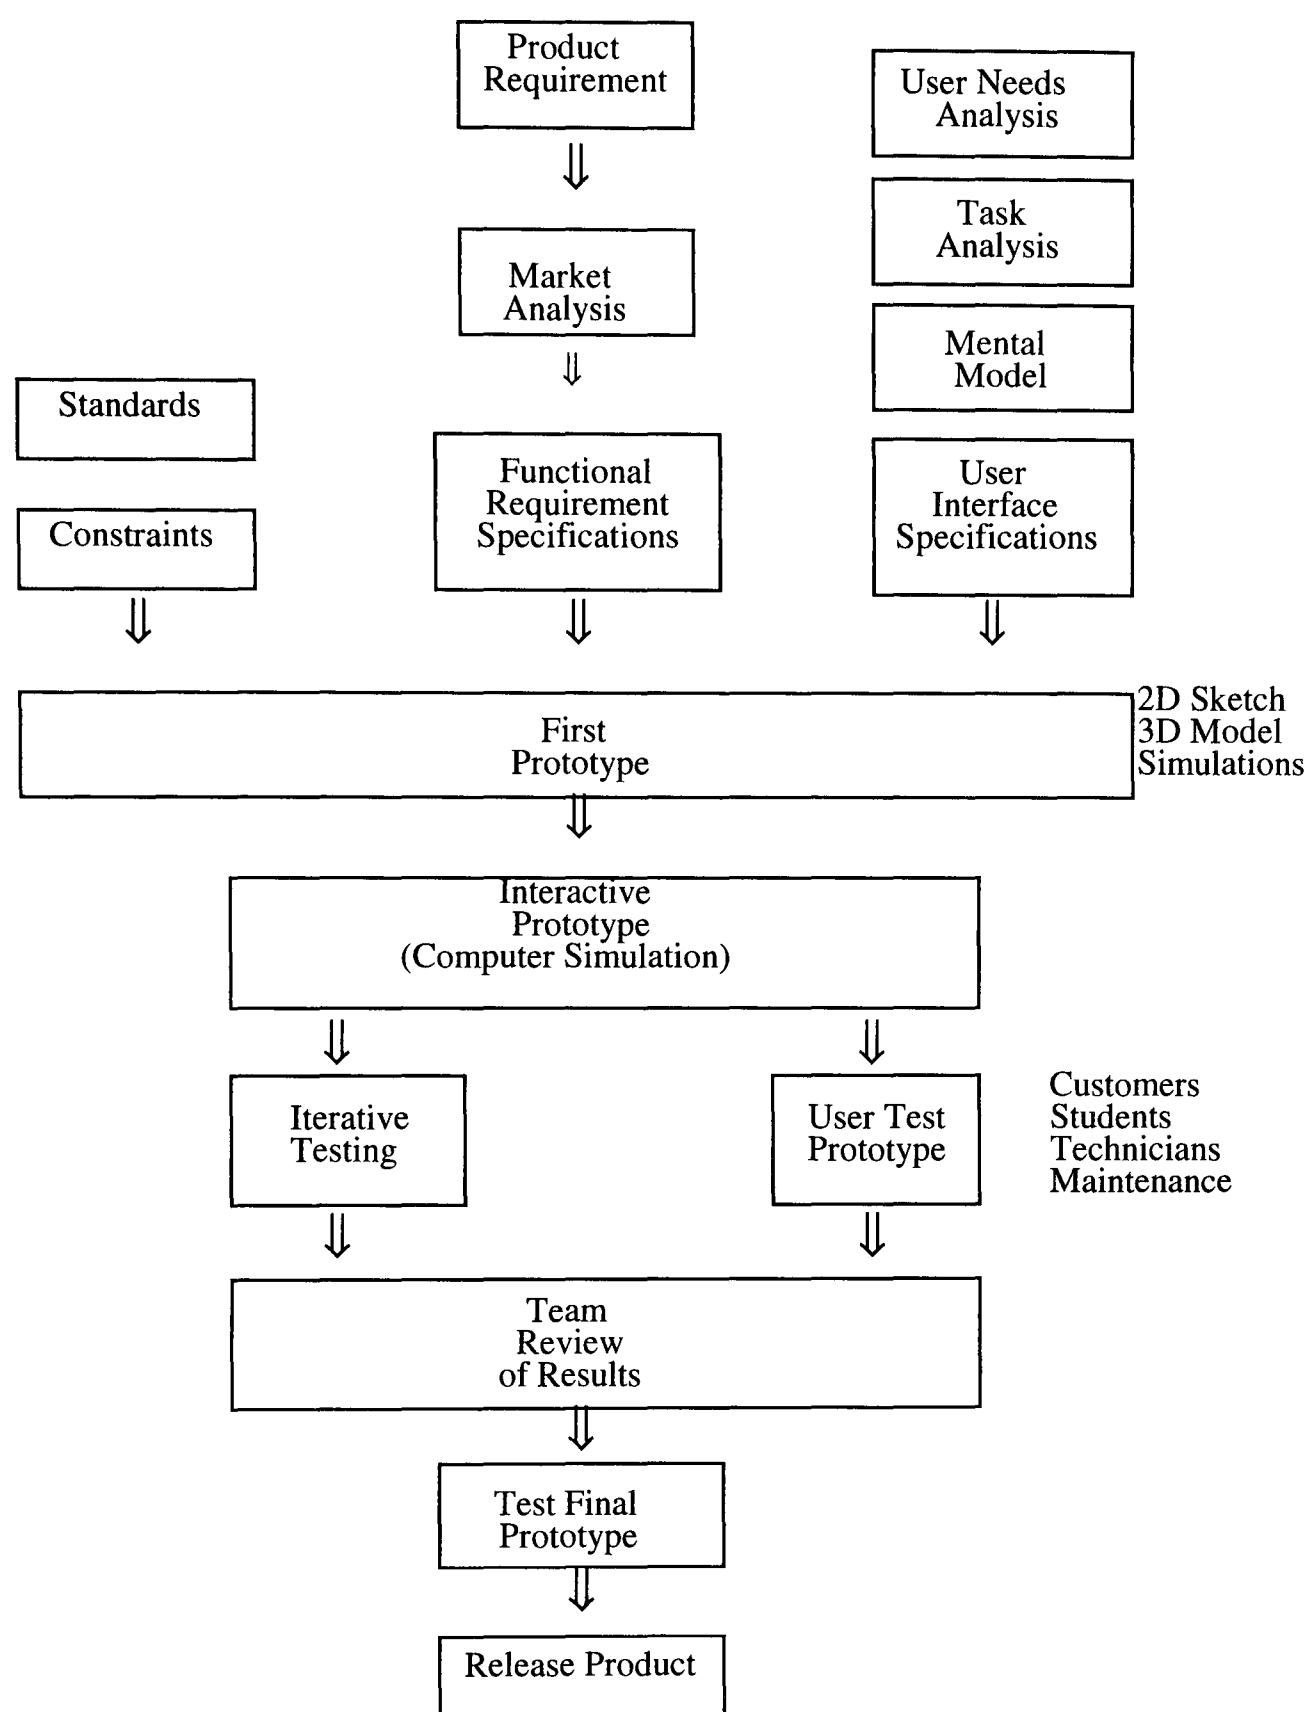 Product
Requirement
User Needs
Analysis
Task
Analysis
Market
Analysis
Mental
Model
Standards
Constraints
Functional
Requirement
Specifications
User
Interface
Specifications
First
Prototype
2D Sketch
3D Model
Simulations
Interactive
Prototype
(Computer Simulation)
Iterative
Testing
User Test
Prototype
Customers
Students
Technicians
Maintenance
Team
Review
of Results
Test Final
Prototype
Release Product